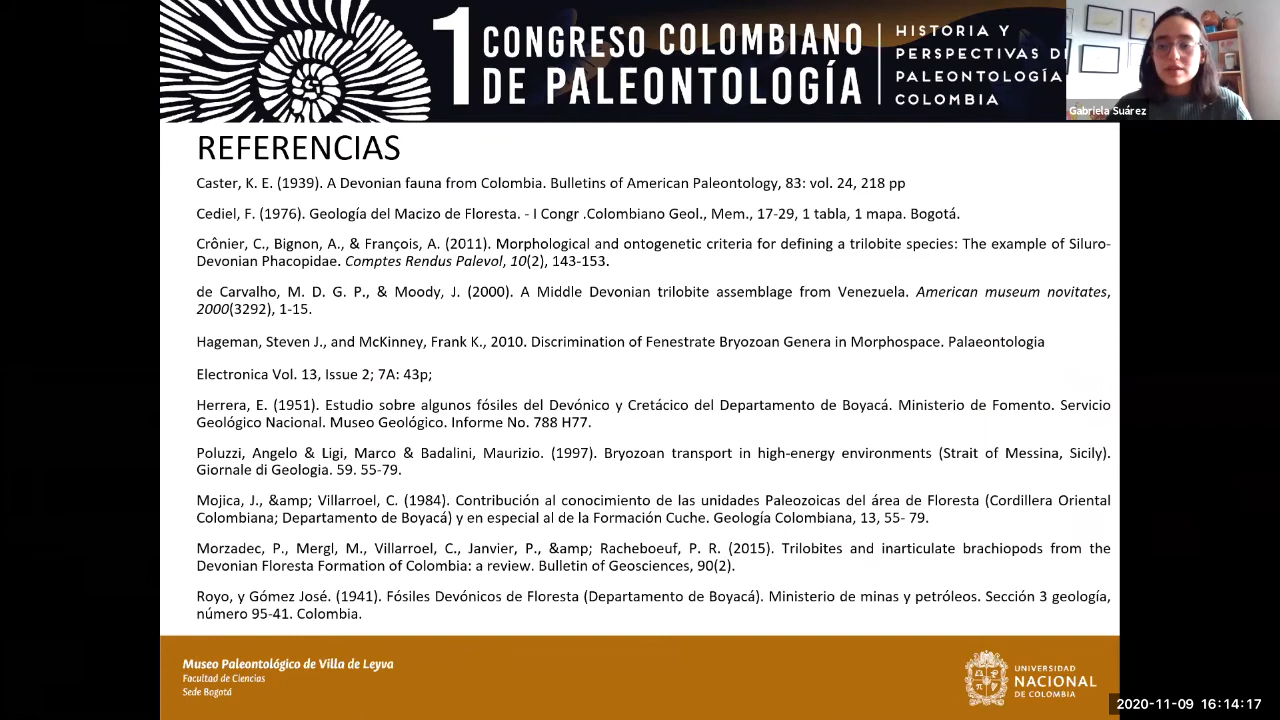 1 CONGRESO COLOMBIANO
DE PALEONTOLOGÍA
HISTORIA Y
PERSPECTIVAS
PALEONTOLOGÍA
COLOMBIA
Gabriela Suárez
REFERENCIAS
Caster, K. E. (1939). A Devonian fauna from Colombia. Bulletins of American Paleontology, 83: vol. 24, 218 pp
Cediel, F. (1976). Geología del Macizo de Floresta. - I Congr .Colombiano Geol., Mem., 17-29, 1 tabla, 1 mapa. Bogotá.
Crônier, C., Bignon, A., & François, A. (2011). Morphological and ontogenetic criteria for defining a trilobite species: The example of Siluro-
Devonian Phacopidae. Comptes Rendus Palevol, 10(2), 143-153.
de Carvalho, M. D. G. P., & Moody, J. (2000). A Middle Devonian trilobite assemblage from Venezuela. American museum novitates,
2000(3292), 1-15.
Hageman, Steven J., and McKinney, Frank K., 2010. Discrimination of Fenestrate Bryozoan Genera in Morphospace. Palaeontologia
Electronica Vol. 13, Issue 2; 7A: 43p;
Herrera, E. (1951). Estudio sobre algunos fósiles del Devónico y Cretácico del Departamento de Boyacá. Ministerio de Fomento. Servicio
Geológico Nacional. Museo Geológico. Informe No. 788 H77.
Poluzzi, Angelo & Ligi, Marco & Badalini, Maurizio. (1997). Bryozoan transport in high-energy environments (Strait of Messina, Sicily).
Giornale di Geologia. 59. 55-79.
Mojica, J., &amp; Villarroel, C. (1984). Contribución al conocimiento de las unidades Paleozoicas del área de Floresta (Cordillera Oriental
Colombiana; Departamento de Boyacá) y en especial al de la Formación Cuche. Geología Colombiana, 13, 55- 79.
Morzadec, P., Mergl, M., Villarroel, C., Janvier, P., &amp; Racheboeuf, P. R. (2015). Trilobites and inarticulate brachiopods from the
Devonian Floresta Formation of Colombia: a review. Bulletin of Geosciences, 90(2).
Royo, y Gómez José. (1941). Fósiles Devónicos de Floresta (Departamento de Boyacá). Ministerio de minas y petróleos. Sección 3 geología,
número 95-41. Colombia.
Museo Paleontológico de Villa de Leyva
Facultad de Ciencias
Sede Bogotá
UNIVERSIDAD
NACIONAL
DE COLOMBIA
2020-11-09 16:14:17